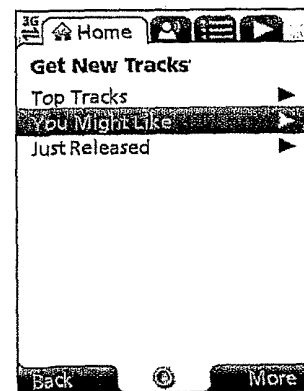 3G
Home
Get New Tracks
Top Tracks
You Might Like
Just Released
Back More